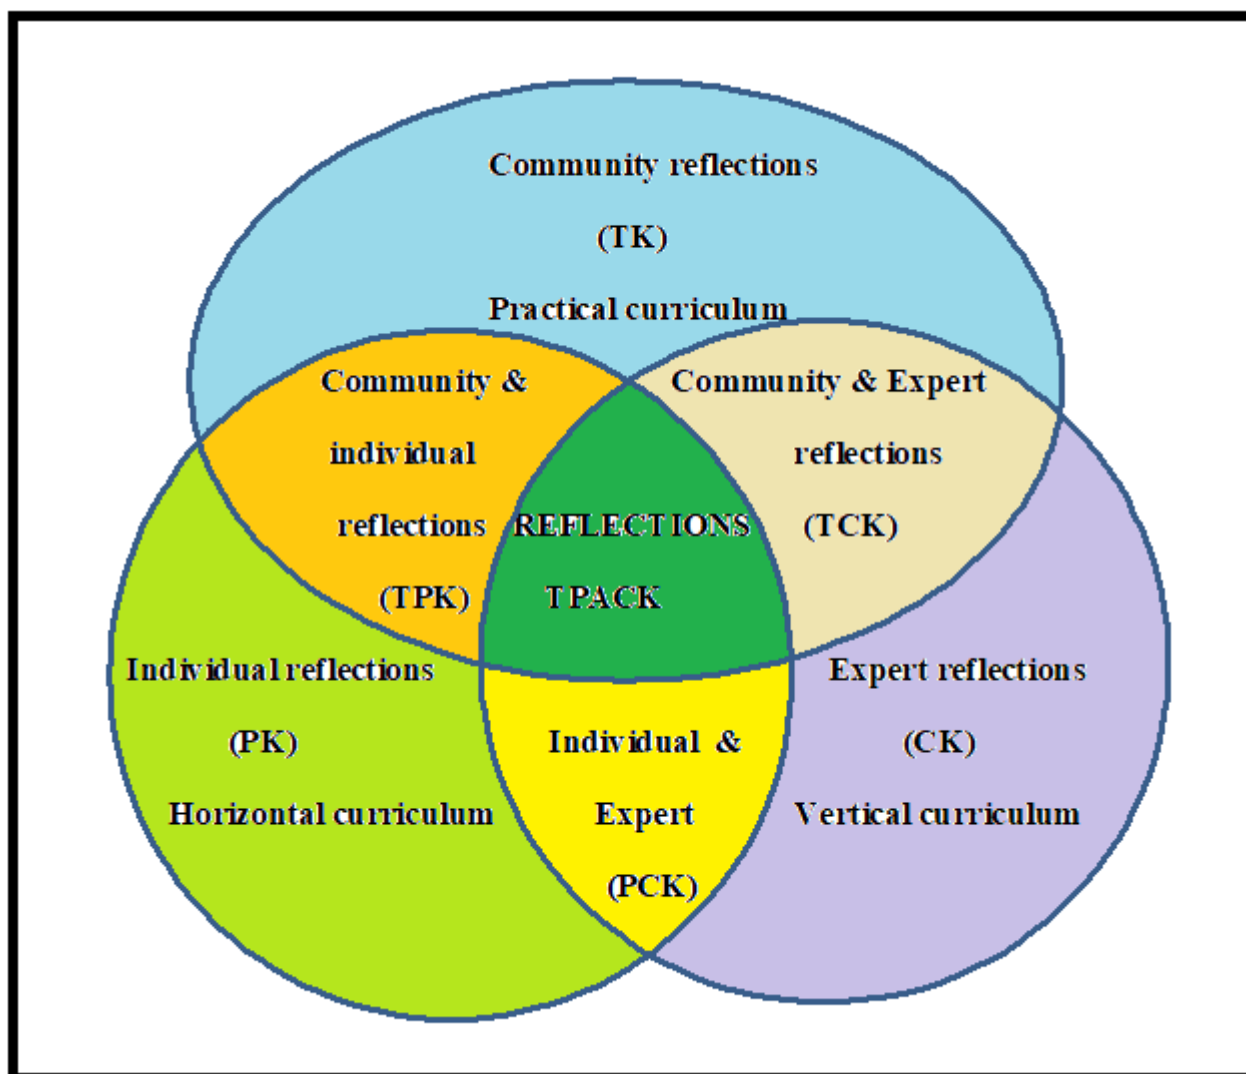 Community reflections
(TK)
Practical curriculum
Community &
individual
reflections
(TPK)
Community & Expert
reflections
(TCK)
REFLECTIONS
TPACK
Individual reflections
(PK)
Horizontal curriculum
Individual &
Expert
(PCK)
Expert reflections
(CK)
Vertical curriculum